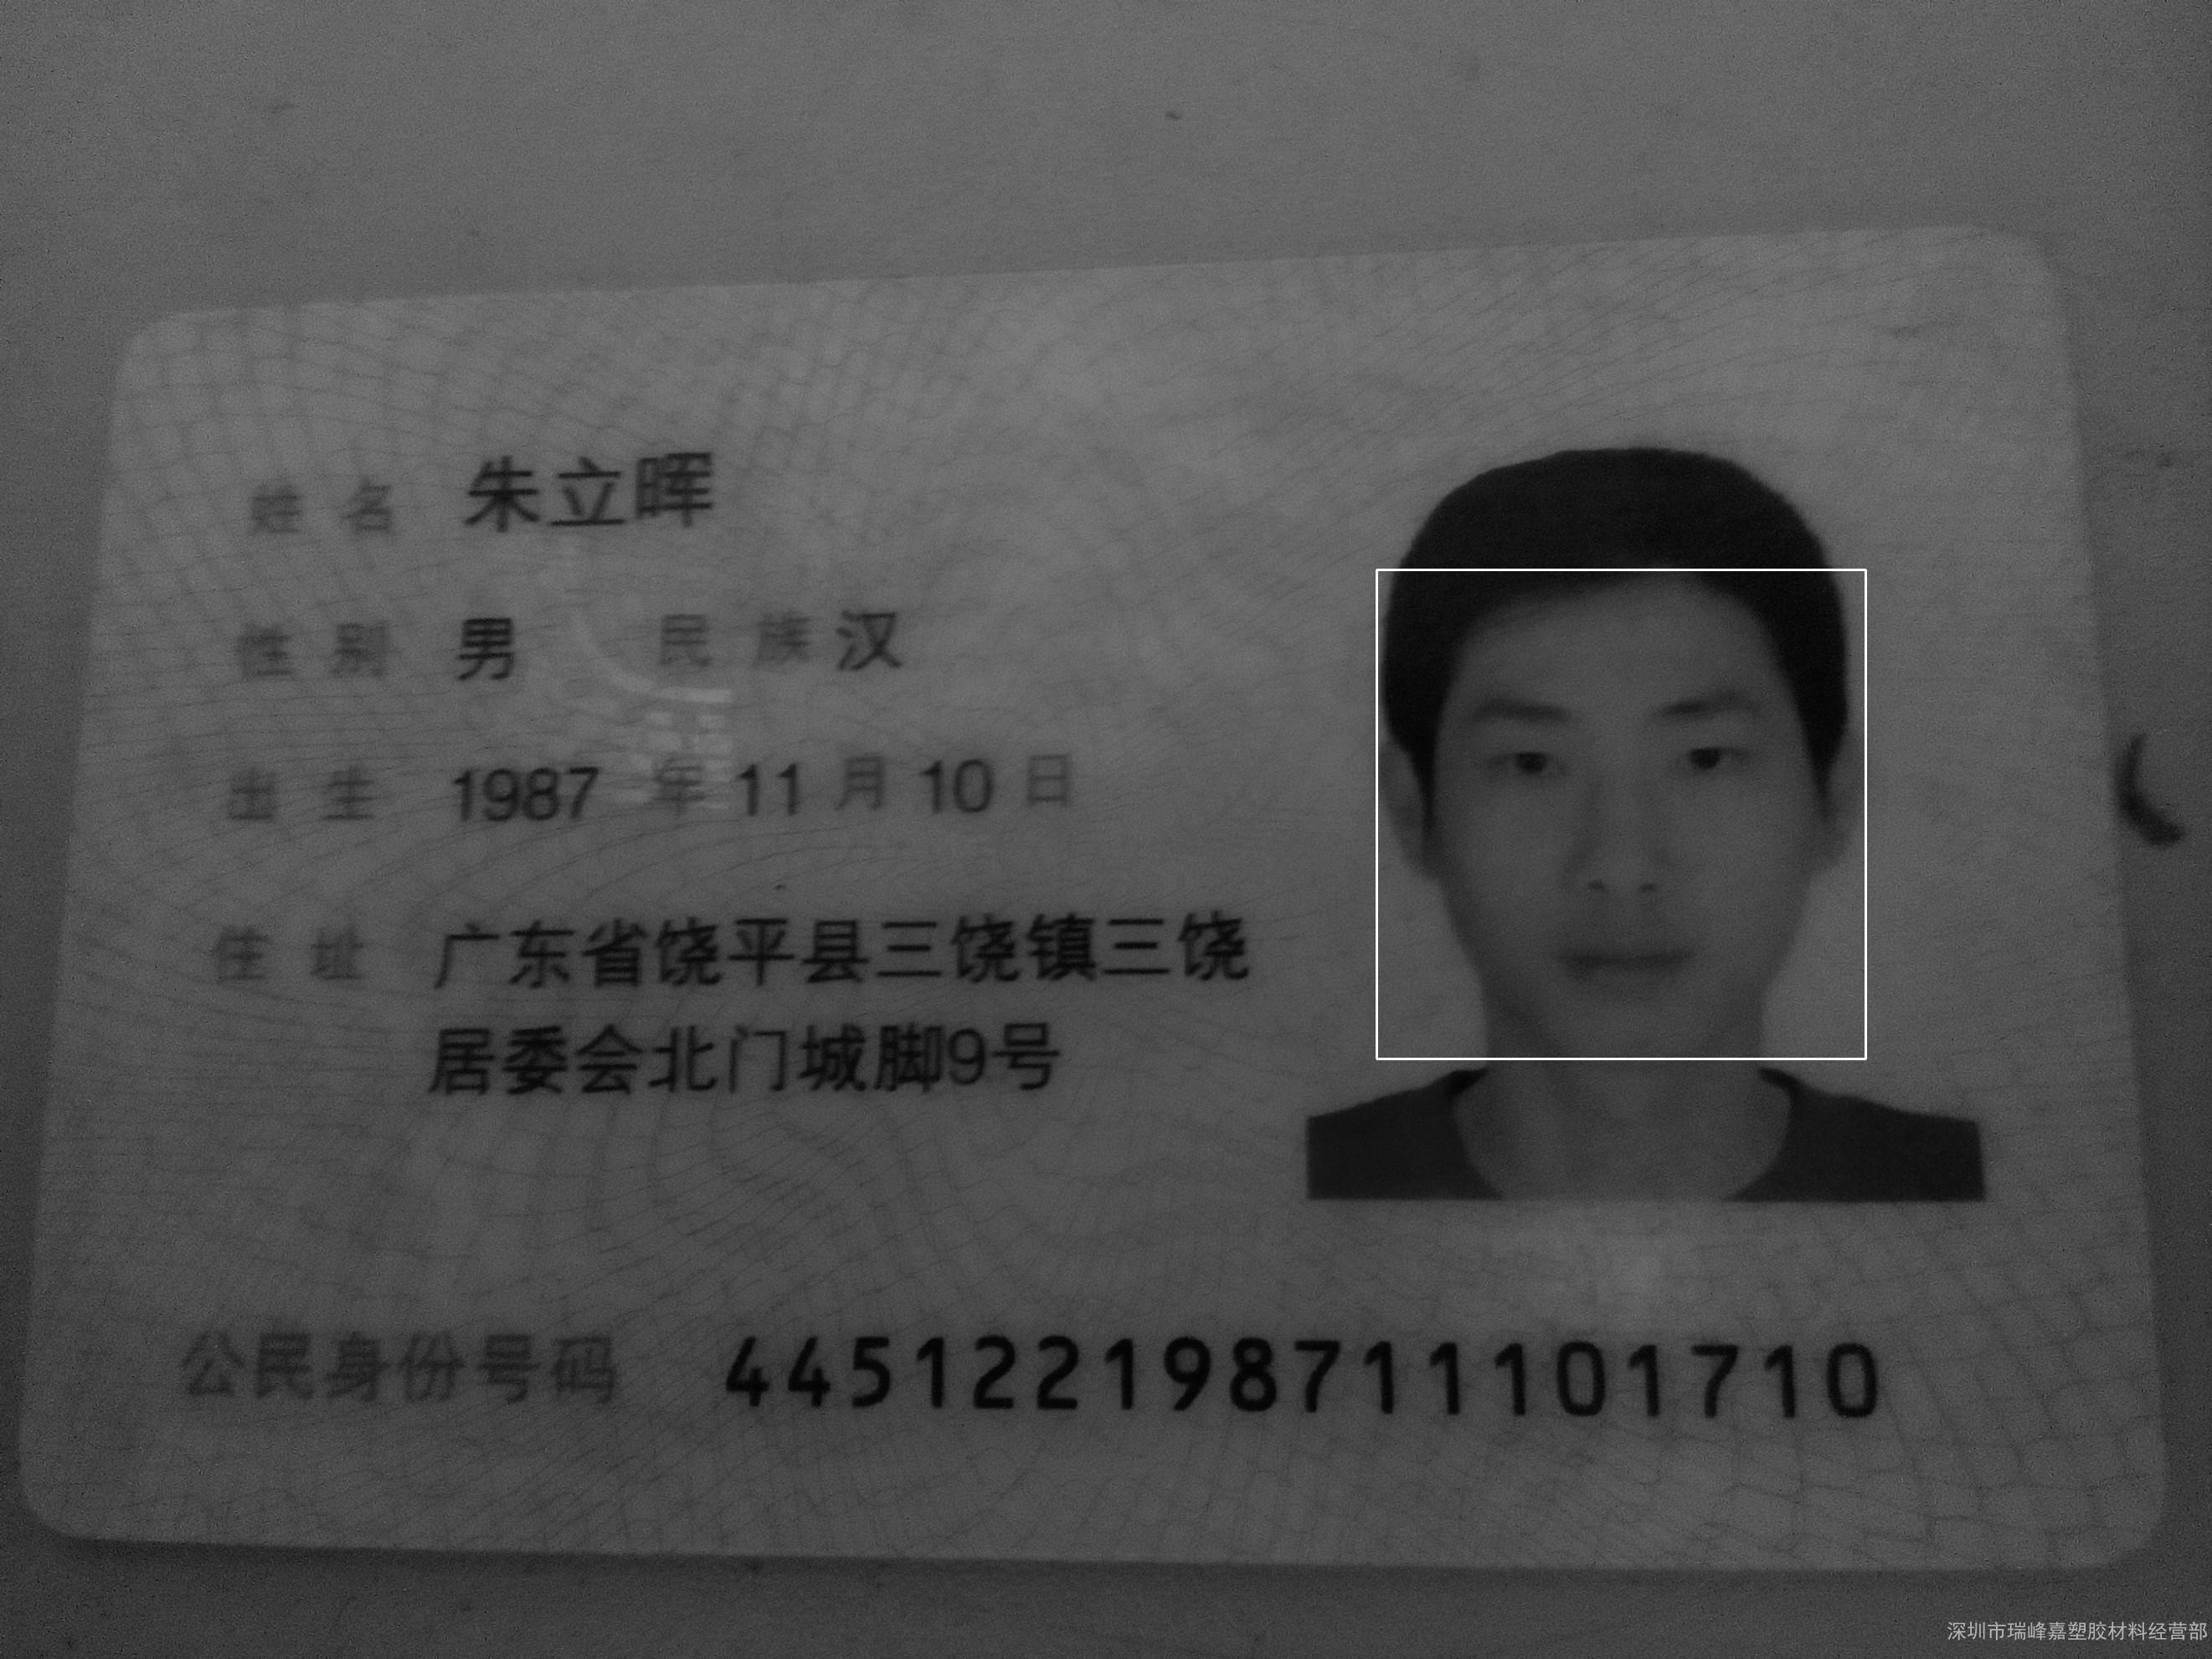 姓名 朱立晖
性别 男 民族 汉
出生 1987 年 11 月 10 日
住址 广东省饶平县三饶镇三饶
居委会北门城脚9号
公民身份号码 445122198711101710
深圳市瑞峰嘉塑胶材料经营部